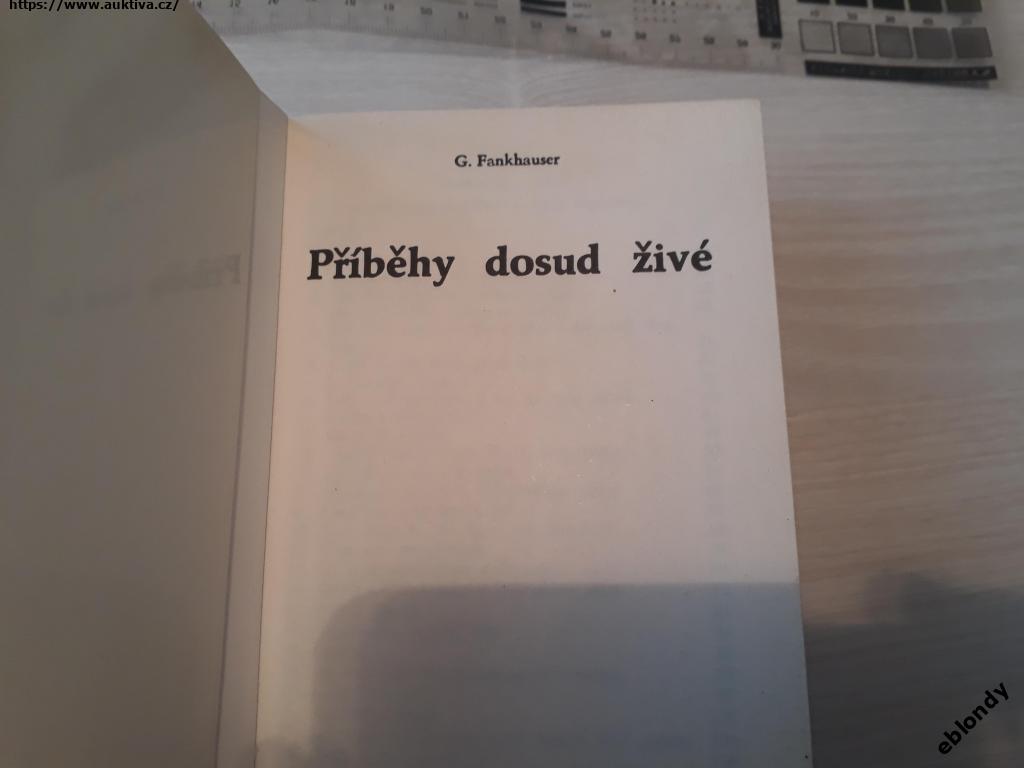 https://www.auktiva.cz/
G. Fankhauser
Příběhy dosud živé
eblondy